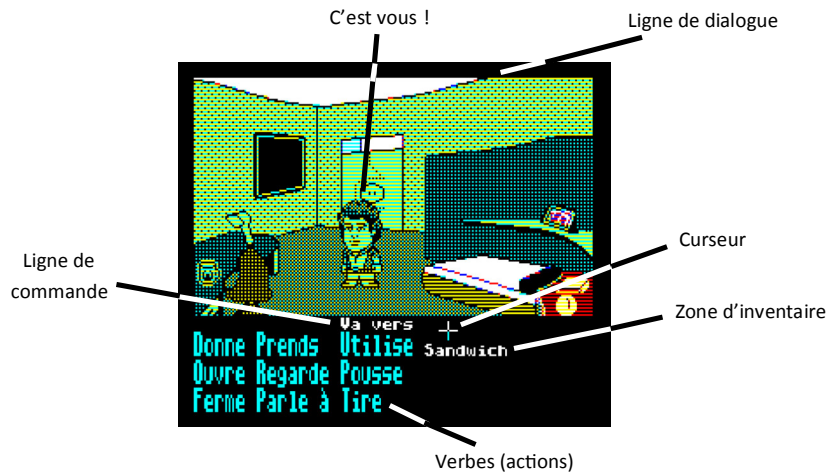 C'est vous !
Ligne de dialogue
Curseur
Ligne de
commande
Zone d'inventaire
Va vers
Sandwich
Donne Prends Utilise
Ouvre Regarde Pousse
Ferme Parle à Tire
Verbes (actions)